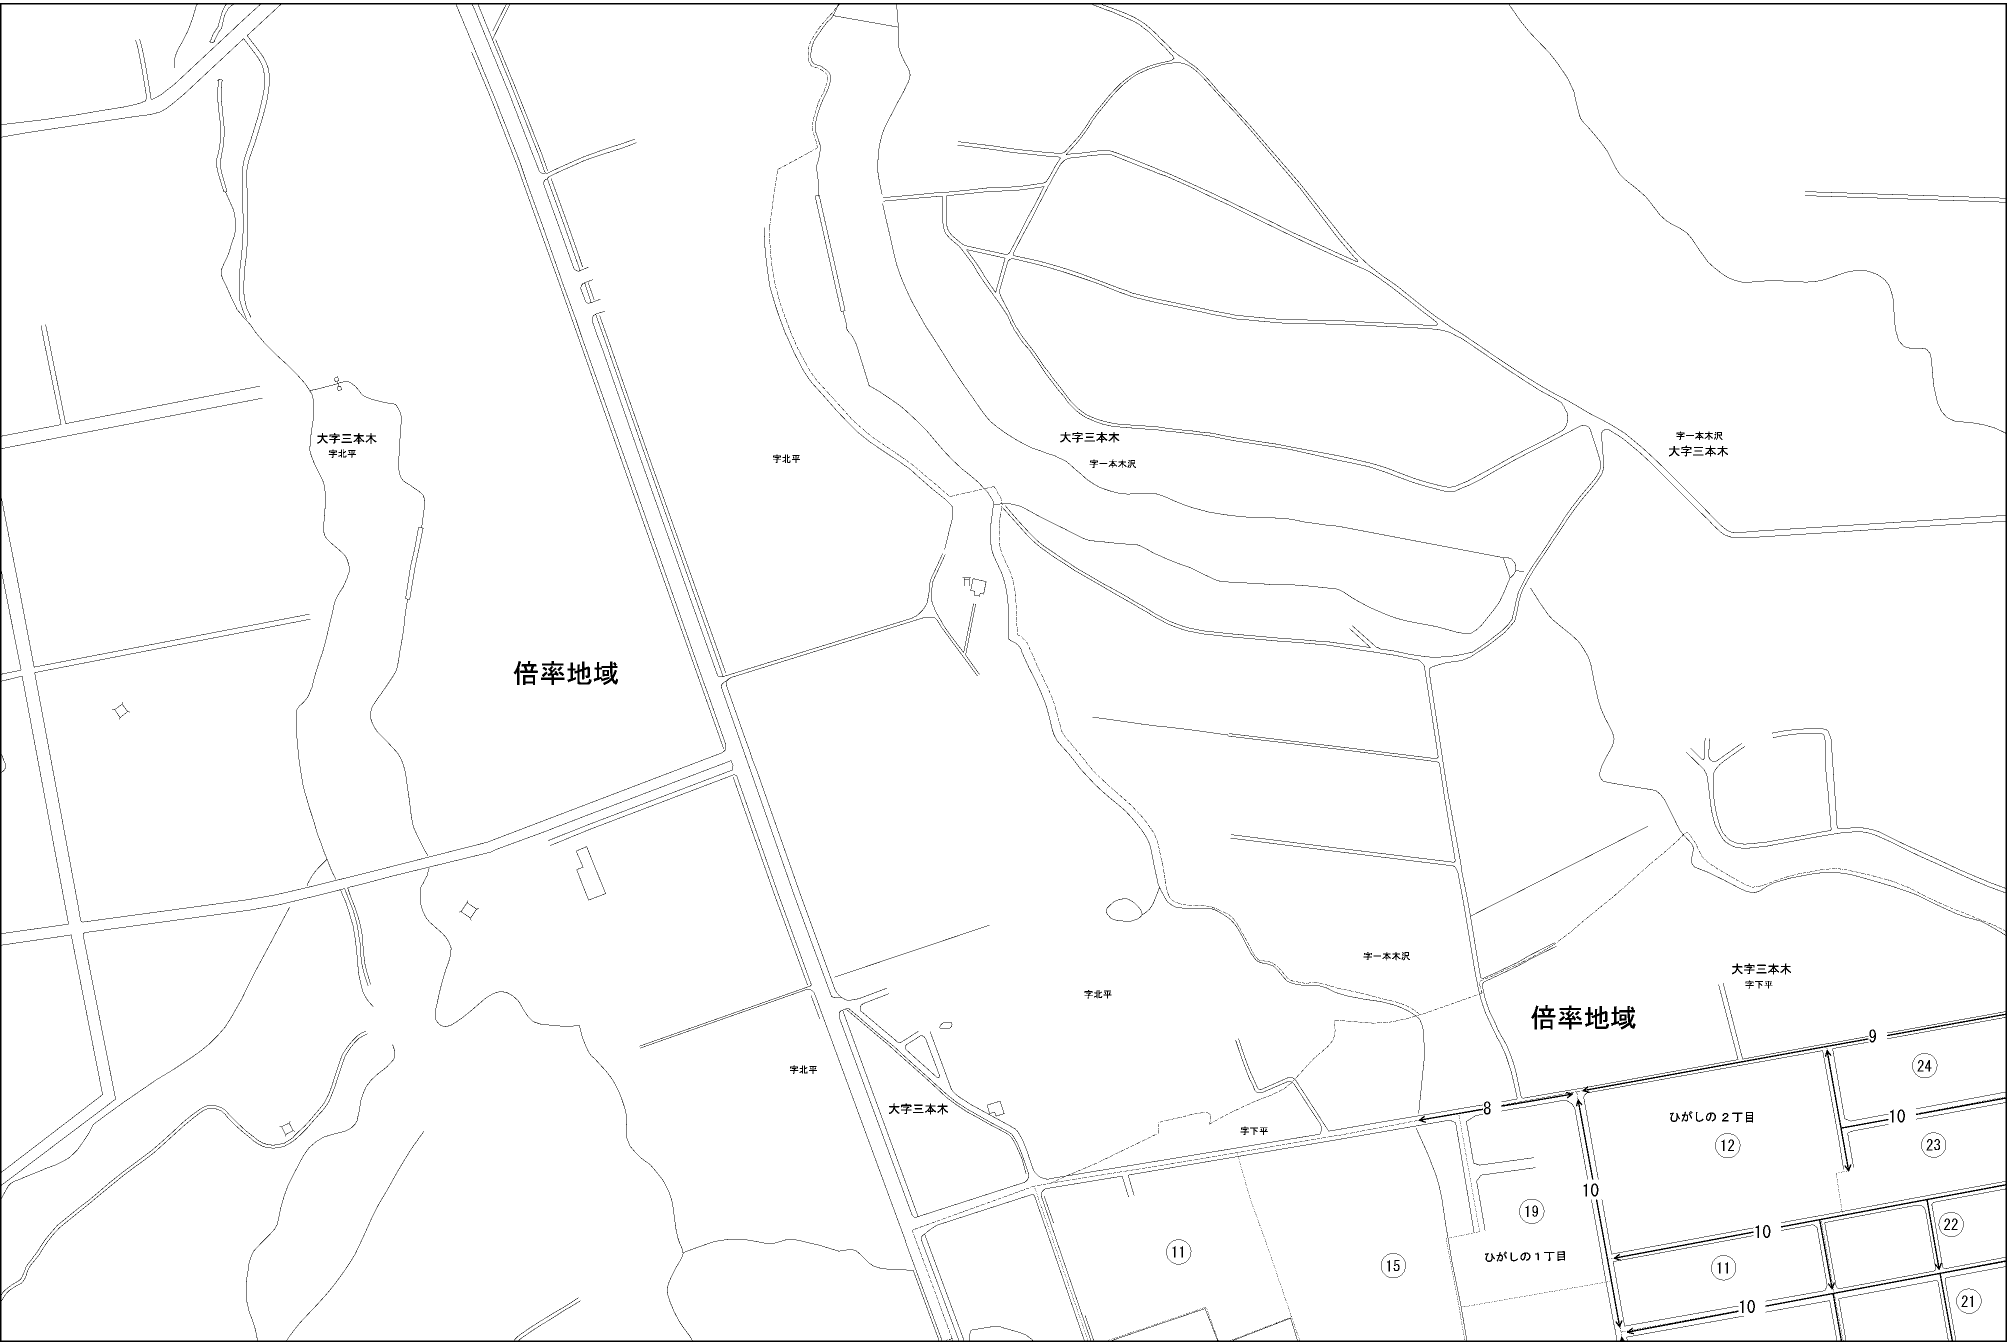 大字三本木
字北平
字北平
大字三本木
字一本木沢
字一本木沢
大字三本木
倍率地域
字一本木沢
大字三本木
字下平
字北平
倍率地域
9
24
字北平
大字三本木
8
ひがしの2丁目
10
12
字下平
23
10
19
22
10
11
ひがしの1丁目
15
11
21
10